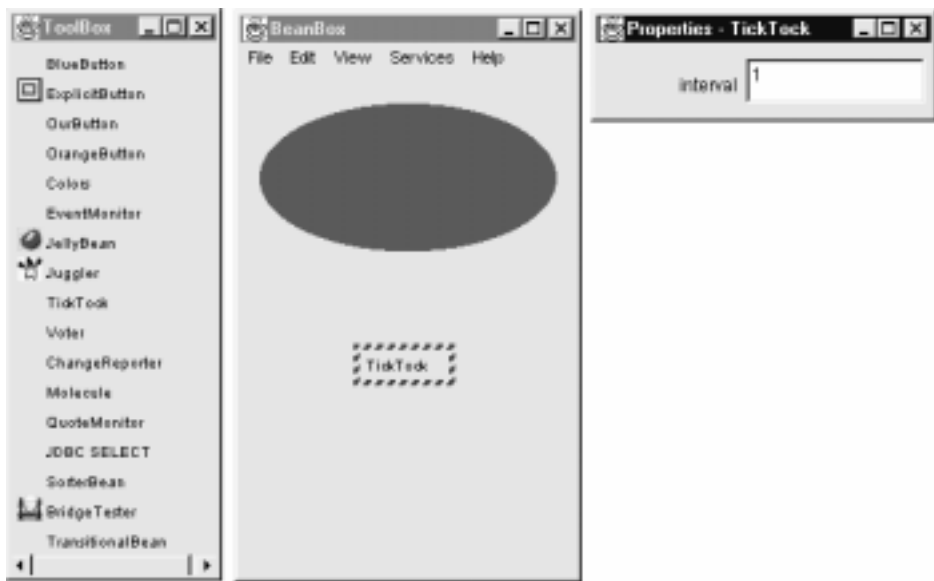 ToolBox
BlueButton
ExplicitButton
OurButton
OrangeButton
Colors
EventMonitor
JellyBean
Juggler
TickTock
Voter
ChangeReporter
Molecule
QuoteMonitor
JDBC SELECT
SorterBean
BridgeTester
TransitionalBean
BeanBox
File Edit View Services Help
TickTock
Properties - TickTock
interval 1